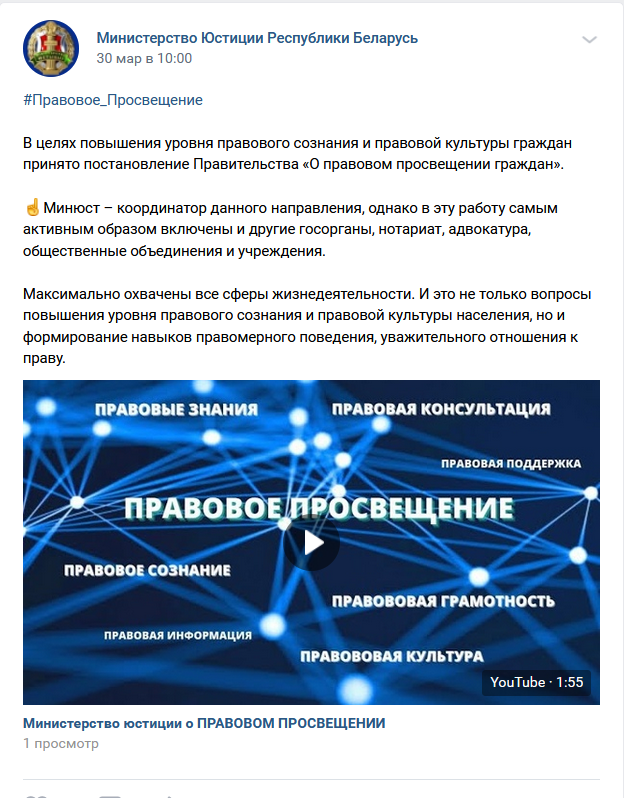 Министерство Юстиции Республики Беларусь
30 мар в 10:00
#Правовое_Просвещение
В целях повышения уровня правового сознания и правовой культуры граждан
принято постановление Правительства «О правовом просвещении граждан».
☝Минюст – координатор данного направления, однако в эту работу самым
активным образом включены и другие госорганы, нотариат, адвокатура,
общественные объединения и учреждения.
Максимально охвачены все сферы жизнедеятельности. И это не только вопросы
повышения уровня правового сознания и правовой культуры населения, но и
формирование навыков правомерного поведения, уважительного отношения к
праву.
ПРАВОВЫЕ ЗНАНИЯ
ПРАВОВАЯ КОНСУЛЬТАЦИЯ
ПРАВОВАЯ ПОДДЕРЖКА
ПРАВОВОЕ ПРОСВЕЩЕНИЕ
ПРАВОВОЕ СОЗНАНИЕ
ПРАВОВОВАЯ ГРАМОТНОСТЬ
ПРАВОВАЯ ИНФОРМАЦИЯ
ПРАВОВОВАЯ КУЛЬТУРА
YouTube · 1:55
Министерство юстиции о ПРАВОВОМ ПРОСВЕЩЕНИИ
1 просмотр